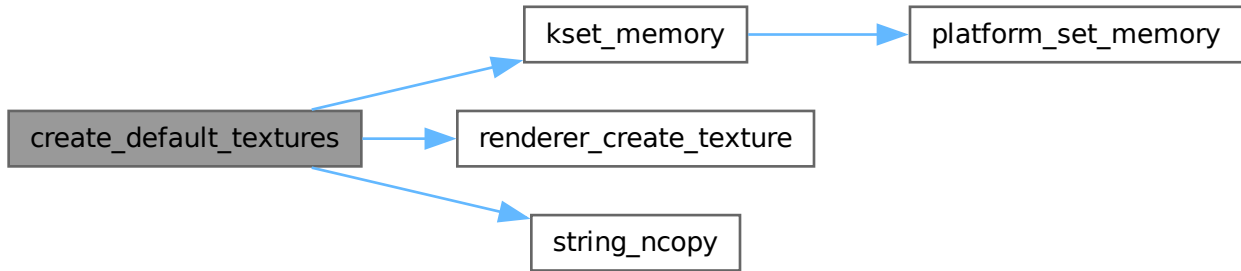 kset_memory
platform_set_memory
create_default_textures
renderer_create_texture
string_ncopy